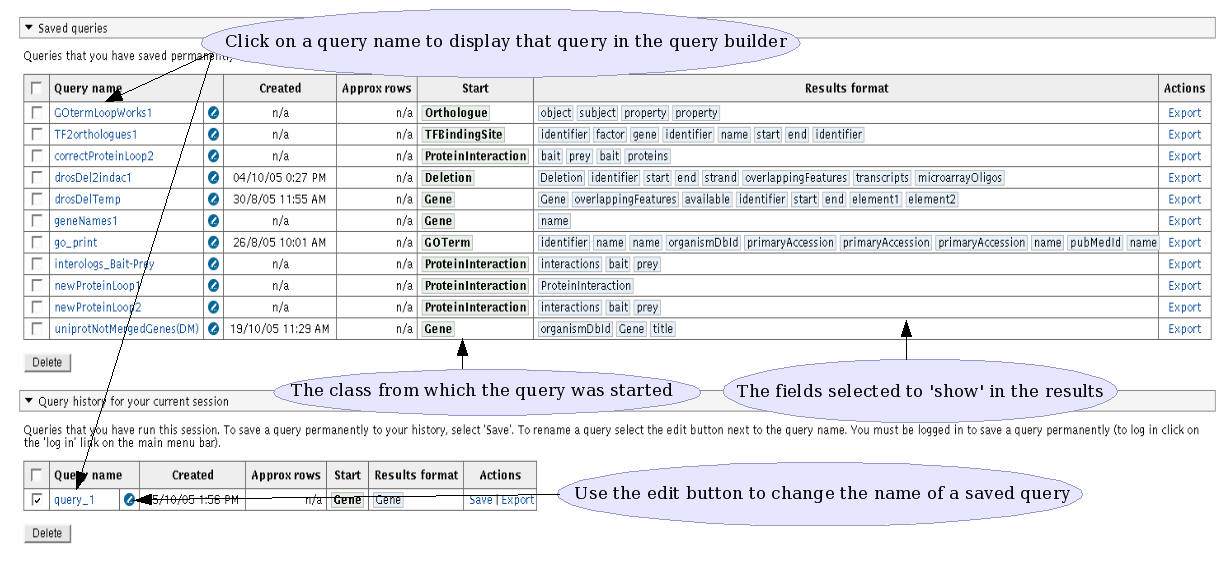 Saved queries
Click on a query name to display that query in the query builder
Queries that you have saved permanently
Query name Created Approx rows Start Results format Actions
GOtermLoopWorks1 n/a n/a Orthologue object subject property property Export
TF2orthologues1 n/a n/a TFBindingSite identifier factor gene identifier name start end identifier Export
correctProteinLoop2 n/a n/a ProteinInteraction bait prey bait proteins Export
drosDel2indac1 04/10/05 0:27 PM n/a Deletion Deletion identifier start end strand overlappingFeatures transcripts microarrayOligos Export
drosDelTemp 30/8/05 11:55 AM n/a Gene Gene overlappingFeatures available identifier start end element1 element2 Export
geneNames1 n/a n/a Gene name Export
go_print 26/8/05 10:01 AM n/a GOTerm identifier name name organismDbId primaryAccession primaryAccession primaryAccession name pubMedId name Export
interologs_Bait-Prey n/a n/a ProteinInteraction interactions bait prey Export
newProteinLoop1 n/a n/a ProteinInteraction ProteinInteraction Export
newProteinLoop2 n/a n/a ProteinInteraction interactions bait prey Export
uniprotNotMergedGenes(DM) 19/10/05 11:29 AM n/a Gene organismDbId Gene title Export
Delete
The class from which the query was started
The fields selected to 'show' in the results
Query history for your current session
Queries that you have run this session. To save a query permanently to your history, select 'Save'. To rename a query select the edit button next to the query name. You must be logged in to save a query permanently (to log in click on
the 'log in' link on the main menu bar).
Query name Created Approx rows Start Results format Actions
query_1 5/10/05 1:56 PM n/a Gene Gene Save | Export
Use the edit button to change the name of a saved query
Delete